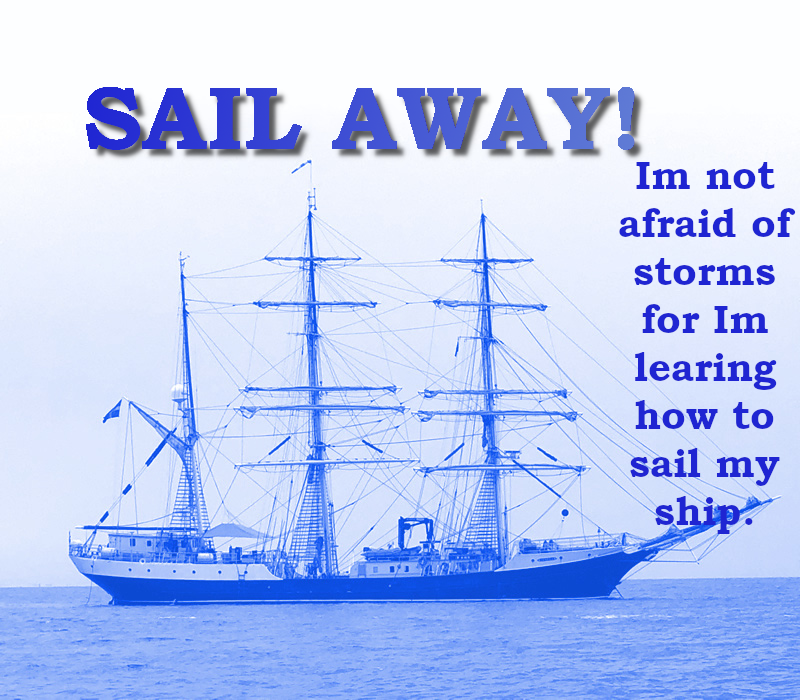 SAIL AWAY!
Im not
afraid of
storms
for Im
learing
how to
sail my
ship.